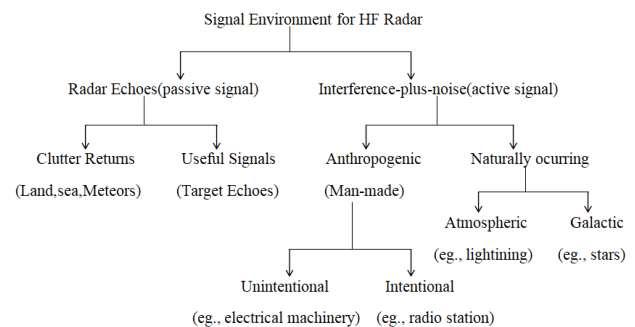 Signal Environment for HF Radar
Radar Echoes(passive signal)
Interference-plus-noise(active signal)
Clutter Returns
(Land,sea,Meteors)
Useful Signals
(Target Echoes)
Anthropogenic
(Man-made)
Naturally ocurring
Atmospheric
(eg., lightining)
Galactic
(eg., stars)
Unintentional
(eg., electrical machinery)
Intentional
(eg., radio station)